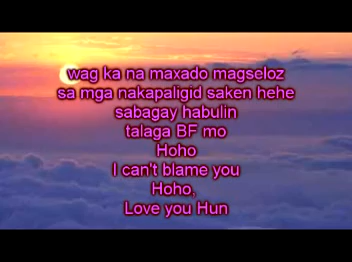 wag ka na maxado magseloz
sa mga nakapaligid saken hehe
sabagay habulin
talaga BF mo
Hoho
I can't blame you
Hoho,
Love you Hun